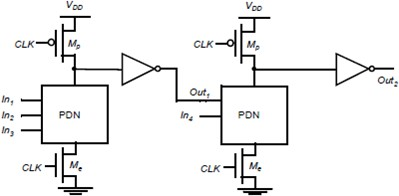 VDD VDD
CLK Mp CLK Mp
Out2
In1 Out1
In2 PDN In4 PDN
In3
CLK Me CLK Me